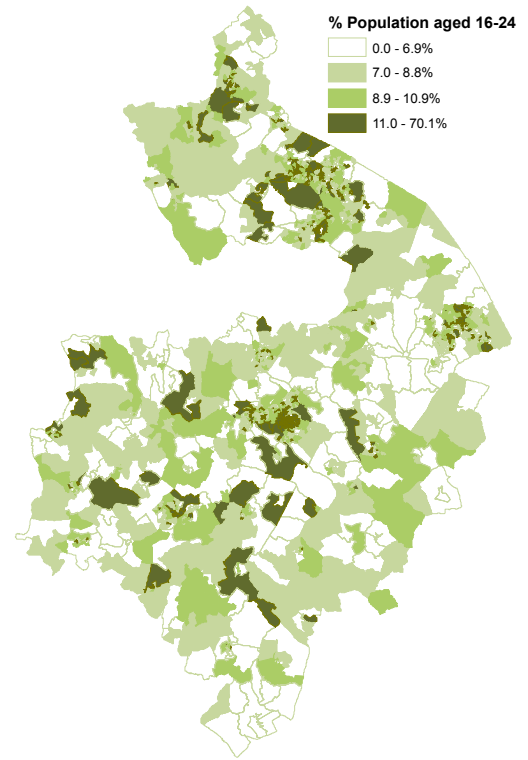 % Population aged 16-24
0.0 - 6.9%
7.0 - 8.8%
8.9 - 10.9%
11.0 - 70.1%